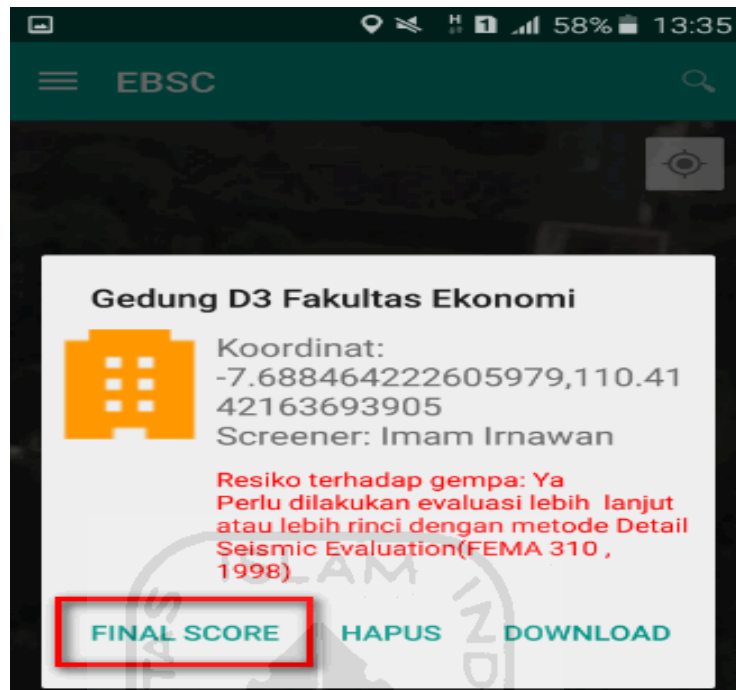 58% 13:35
EBSC
Gedung D3 Fakultas Ekonomi
Koordinat:
-7.688464222605979,110.41
42163693905
Screener: Imam Irnawan
Resiko terhadap gempa: Ya
Perlu dilakukan evaluasi lebih lanjut
atau lebih rinci dengan metode Detail
Seismic Evaluation(FEMA 310 ,
1998)
FINAL SCORE HAPUS DOWNLOAD